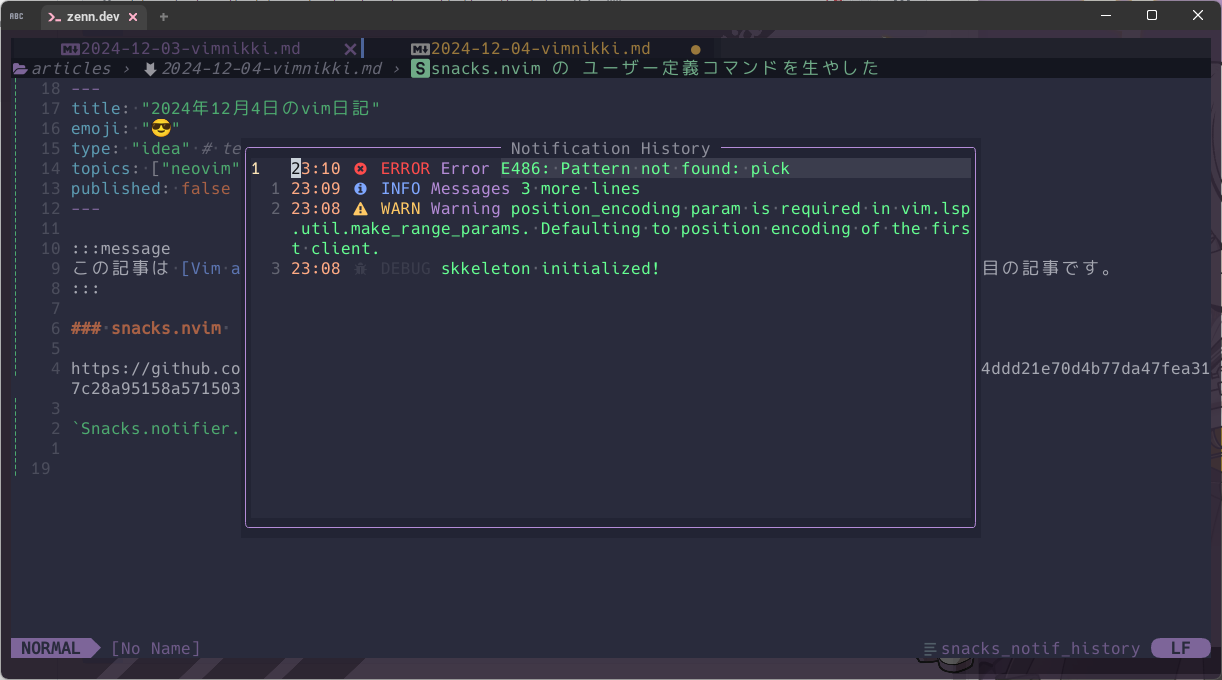 ABC zenn.dev
2024-12-03-vimnikki.md 2024-12-04-vimnikki.md
articles › 2024-12-04-vimnikki.md › S snacks.nvim の ユーザー定義コマンドを生やした
18 ---
17 title: "2024年12月4日のvim日記"
16 emoji: "😎"
15 type: "idea" # te
14 topics: ["neovim"
13 published: false
12 ---
11
10 :::message
9 この記事は [Vim a 目の記事です。
8 :::
7
6 ### snacks.nvim
5
4 https://github.co 4ddd21e70d4b77da47fea31
7c28a95158a571503
3
2 `Snacks.notifier.
1
19
Notification History
1 23:10 ERROR Error E486: Pattern not found: pick
1 23:09 INFO Messages 3 more lines
2 23:08 WARN Warning position_encoding param is required in vim.lsp
.util.make_range_params. Defaulting to position encoding of the firs
t client.
3 23:08 DEBUG skkeleton initialized!
NORMAL [No Name] snacks_notif_history LF